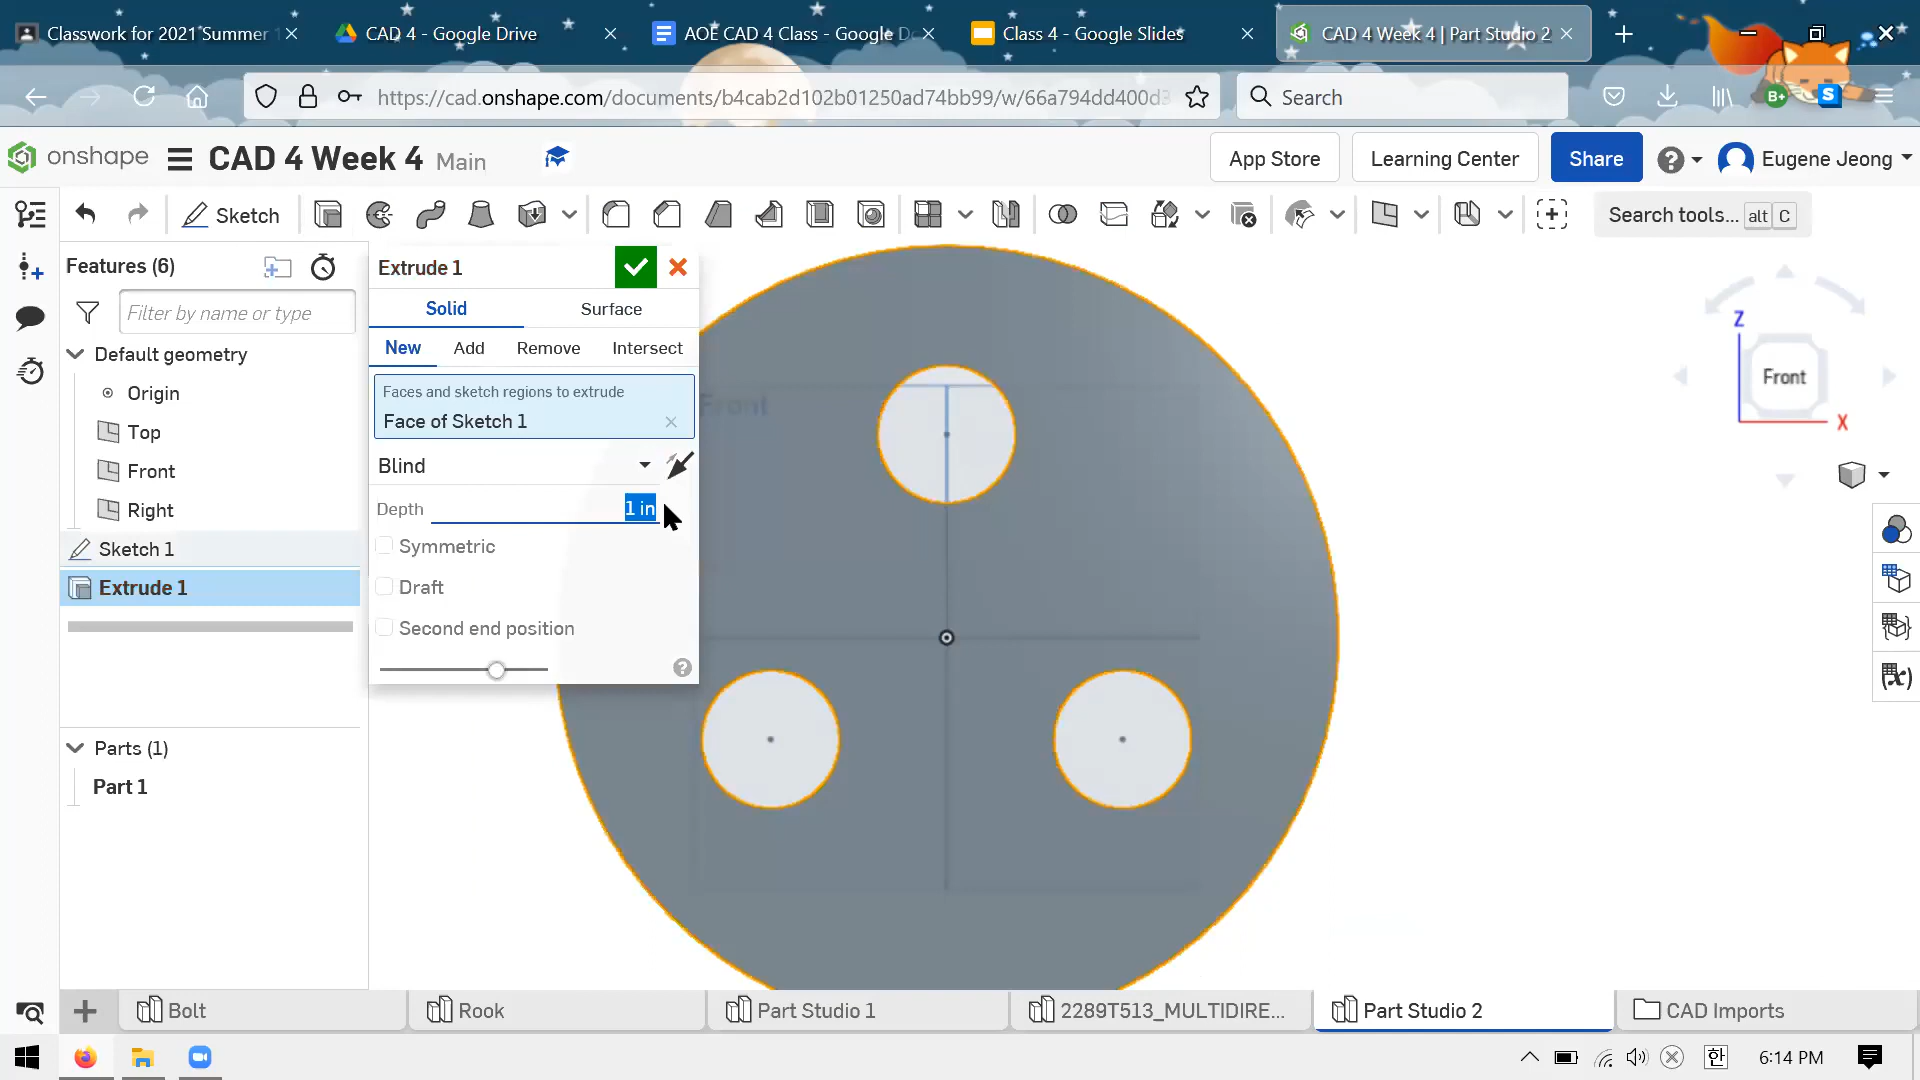 Classwork for 2021 Summer 1
CAD 4 - Google Drive
AOE CAD 4 Class - Google Do
Class 4 - Google Slides
CAD 4 Week 4 | Part Studio 2
https://cad.onshape.com/documents/b4cab2d102b01250ad74bb99/w/66a794dd400d3
Search
B+
S
onshape
CAD 4 Week 4 Main
App Store
Learning Center
Share
Eugene Jeong
Sketch
Search tools... alt C
Features (6)
Filter by name or type
Default geometry
Origin
Top
Front
Right
Sketch 1
Extrude 1
Parts (1)
Part 1
Extrude 1
Solid
Surface
New
Add
Remove
Intersect
Faces and sketch regions to extrude
Face of Sketch 1
Blind
Depth
1 in
Symmetric
Draft
Second end position
Front
Z
Front
X
Bolt
Rook
Part Studio 1
2289T513_MULTIDIRE...
Part Studio 2
CAD Imports
한
6:14 PM